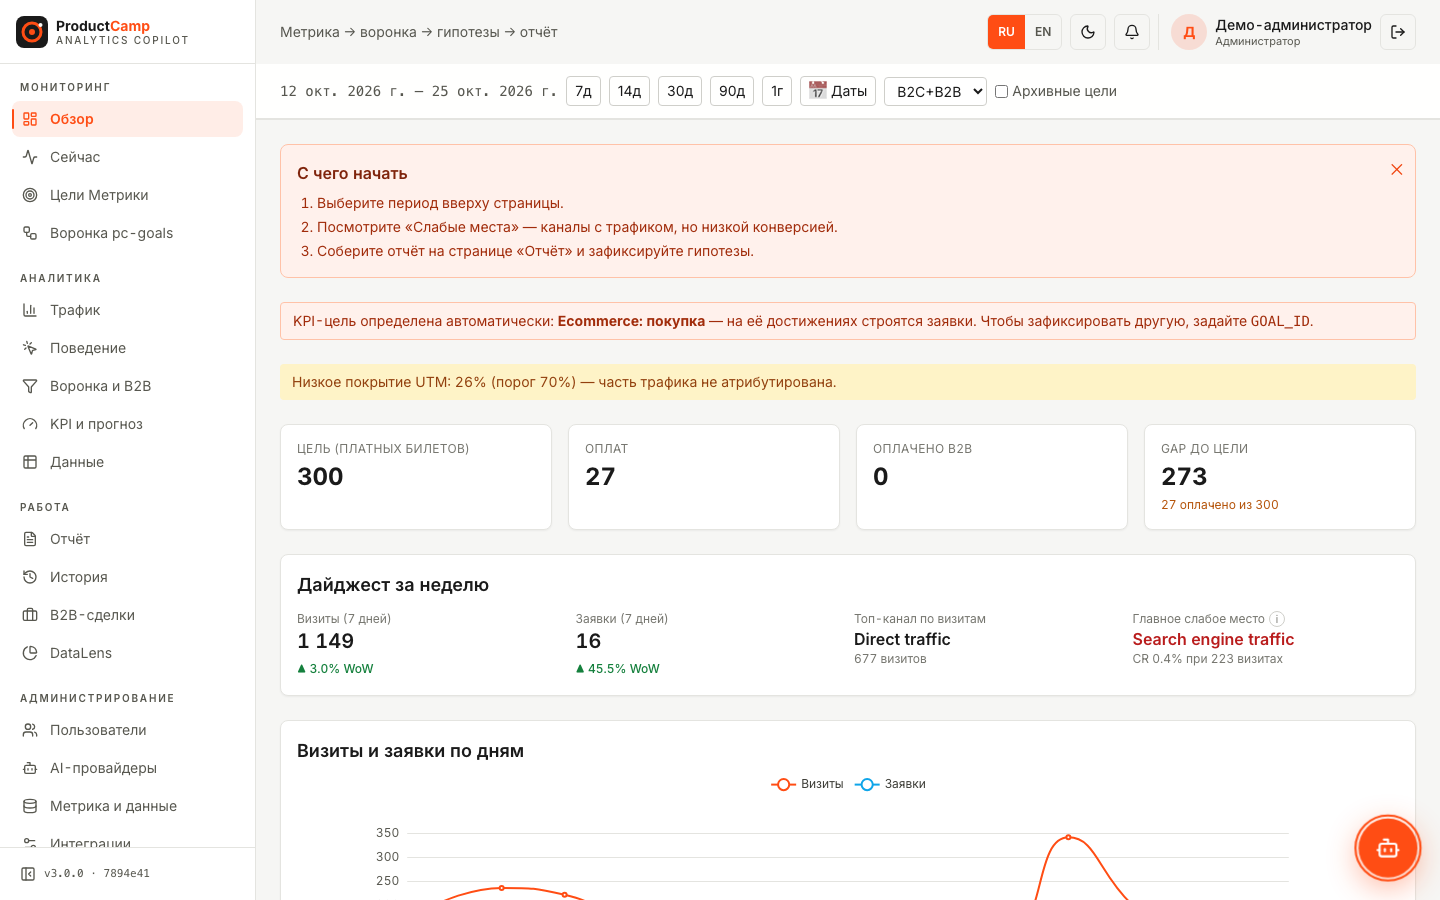 ProductCamp
ANALYTICS COPILOT
МОНИТОРИНГ
Обзор
Сейчас
Цели Метрики
Воронка pc-goals
АНАЛИТИКА
Трафик
Поведение
Воронка и B2B
KPI и прогноз
Данные
РАБОТА
Отчёт
История
B2B-сделки
DataLens
АДМИНИСТРИРОВАНИЕ
Пользователи
AI-провайдеры
Метрика и данные
Интеграции
v3.0.0 · 7894e41
Метрика → воронка → гипотезы → отчёт
RU EN
Д
Демо-администратор
Администратор
12 окт. 2026 г. — 25 окт. 2026 г. 7д 14д 30д 90д 1г 17 Даты B2C+B2B Архивные цели
С чего начать
1. Выберите период вверху страницы.
2. Посмотрите «Слабые места» — каналы с трафиком, но низкой конверсией.
3. Соберите отчёт на странице «Отчёт» и зафиксируйте гипотезы.
KPI-цель определена автоматически: Ecommerce: покупка — на её достижениях строятся заявки. Чтобы зафиксировать другую, задайте GOAL_ID.
Низкое покрытие UTM: 26% (порог 70%) — часть трафика не атрибутирована.
ЦЕЛЬ (ПЛАТНЫХ БИЛЕТОВ)
300
ОПЛАТ
27
ОПЛАЧЕНО B2B
0
GAP ДО ЦЕЛИ
273
27 оплачено из 300
Дайджест за неделю
Визиты (7 дней)
1 149
▲ 3.0% WoW
Заявки (7 дней)
16
▲ 45.5% WoW
Топ-канал по визитам
Direct traffic
677 визитов
Главное слабое место i
Search engine traffic
CR 0.4% при 223 визитах
Визиты и заявки по дням
Визиты Заявки
350
300
250